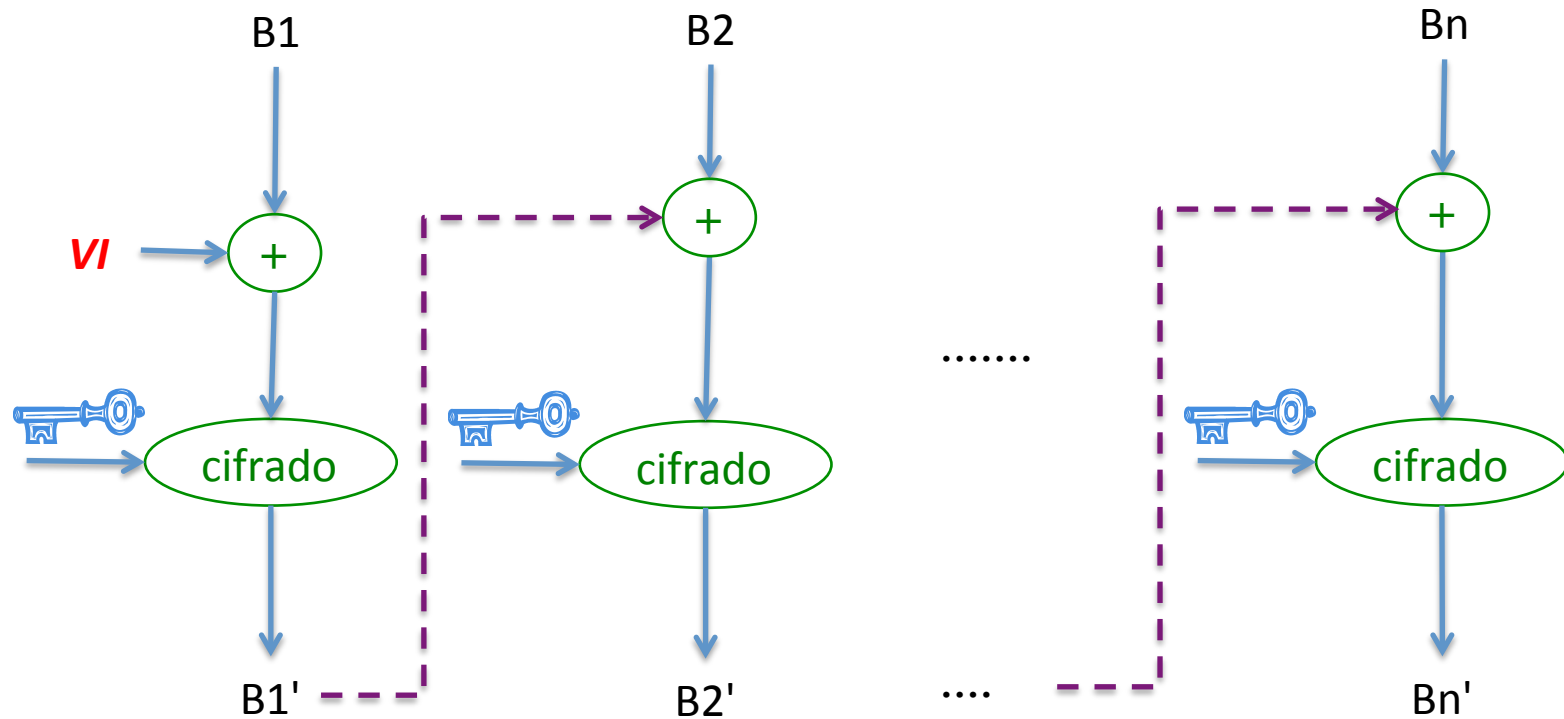 B1 B2 Bn
+ +
VI +
.......
cifrado cifrado cifrado
B1' B2' .... Bn'